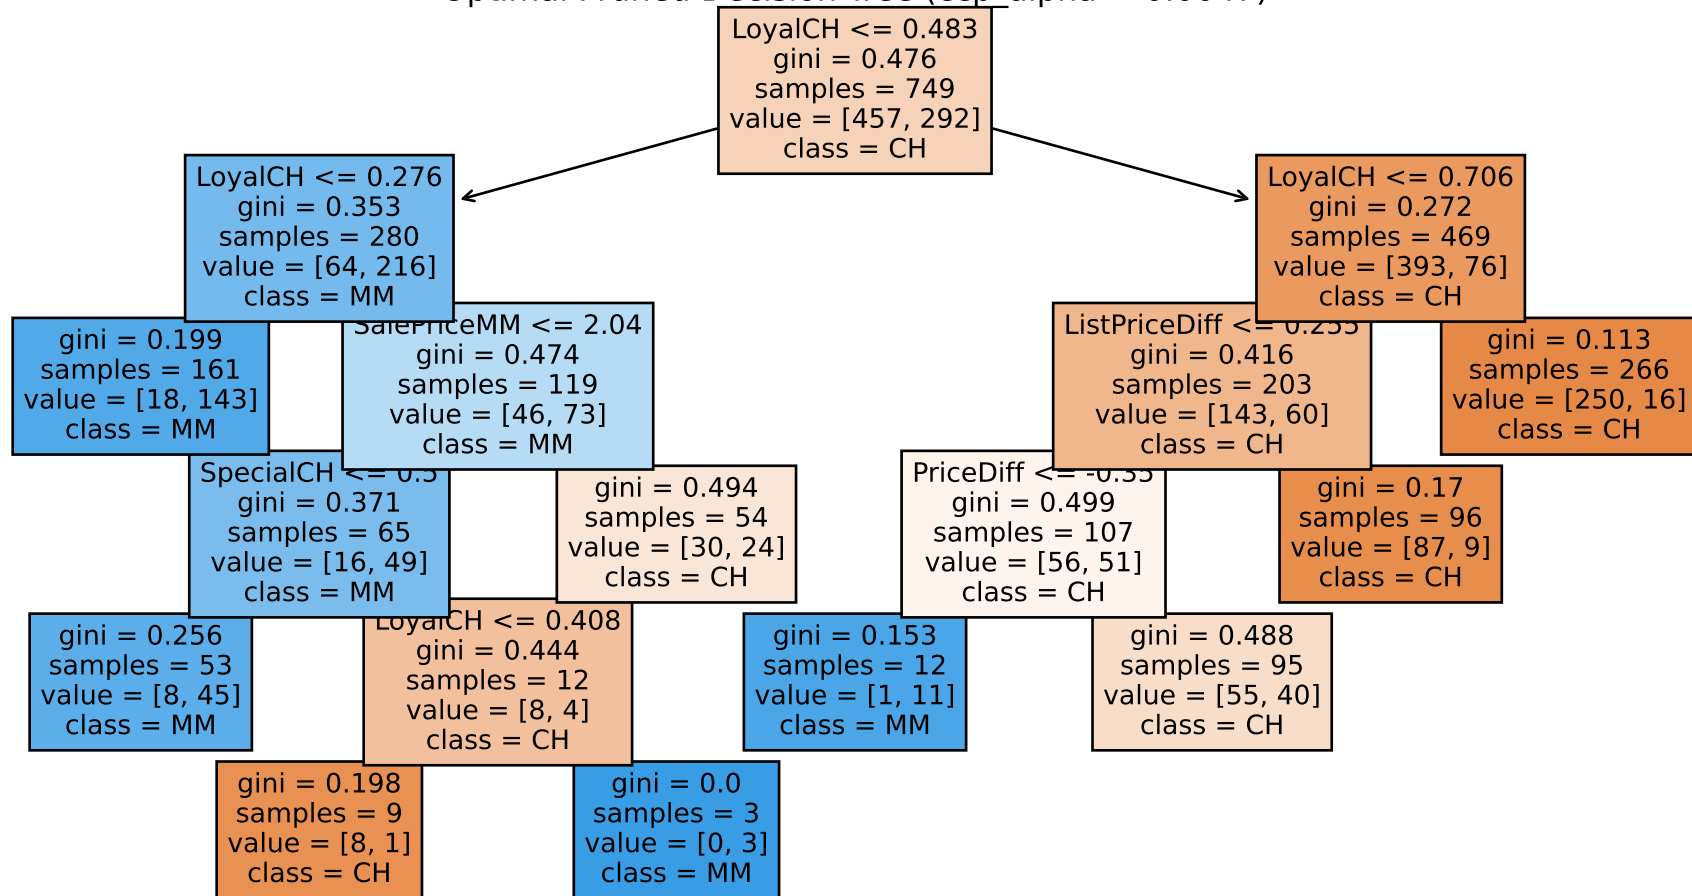 LoyalCH <= 0.483
gini = 0.476
samples = 749
value = [457, 292]
class = CH
LoyalCH <= 0.276
gini = 0.353
samples = 280
value = [64, 216]
class = MM
LoyalCH <= 0.706
gini = 0.272
samples = 469
value = [393, 76]
class = CH
gini = 0.199
samples = 161
value = [18, 143]
class = MM
SalePriceMM <= 2.04
gini = 0.474
samples = 119
value = [46, 73]
class = MM
ListPriceDiff <= 0.255
gini = 0.416
samples = 203
value = [143, 60]
class = CH
gini = 0.113
samples = 266
value = [250, 16]
class = CH
SpecialCH <= 0.5
gini = 0.371
samples = 65
value = [16, 49]
class = MM
gini = 0.494
samples = 54
value = [30, 24]
class = CH
PriceDiff <= -0.35
gini = 0.499
samples = 107
value = [56, 51]
class = CH
gini = 0.17
samples = 96
value = [87, 9]
class = CH
gini = 0.256
samples = 53
value = [8, 45]
class = MM
LoyalCH <= 0.408
gini = 0.444
samples = 12
value = [8, 4]
class = CH
gini = 0.153
samples = 12
value = [1, 11]
class = MM
gini = 0.488
samples = 95
value = [55, 40]
class = CH
gini = 0.198
samples = 9
value = [8, 1]
class = CH
gini = 0.0
samples = 3
value = [0, 3]
class = MM